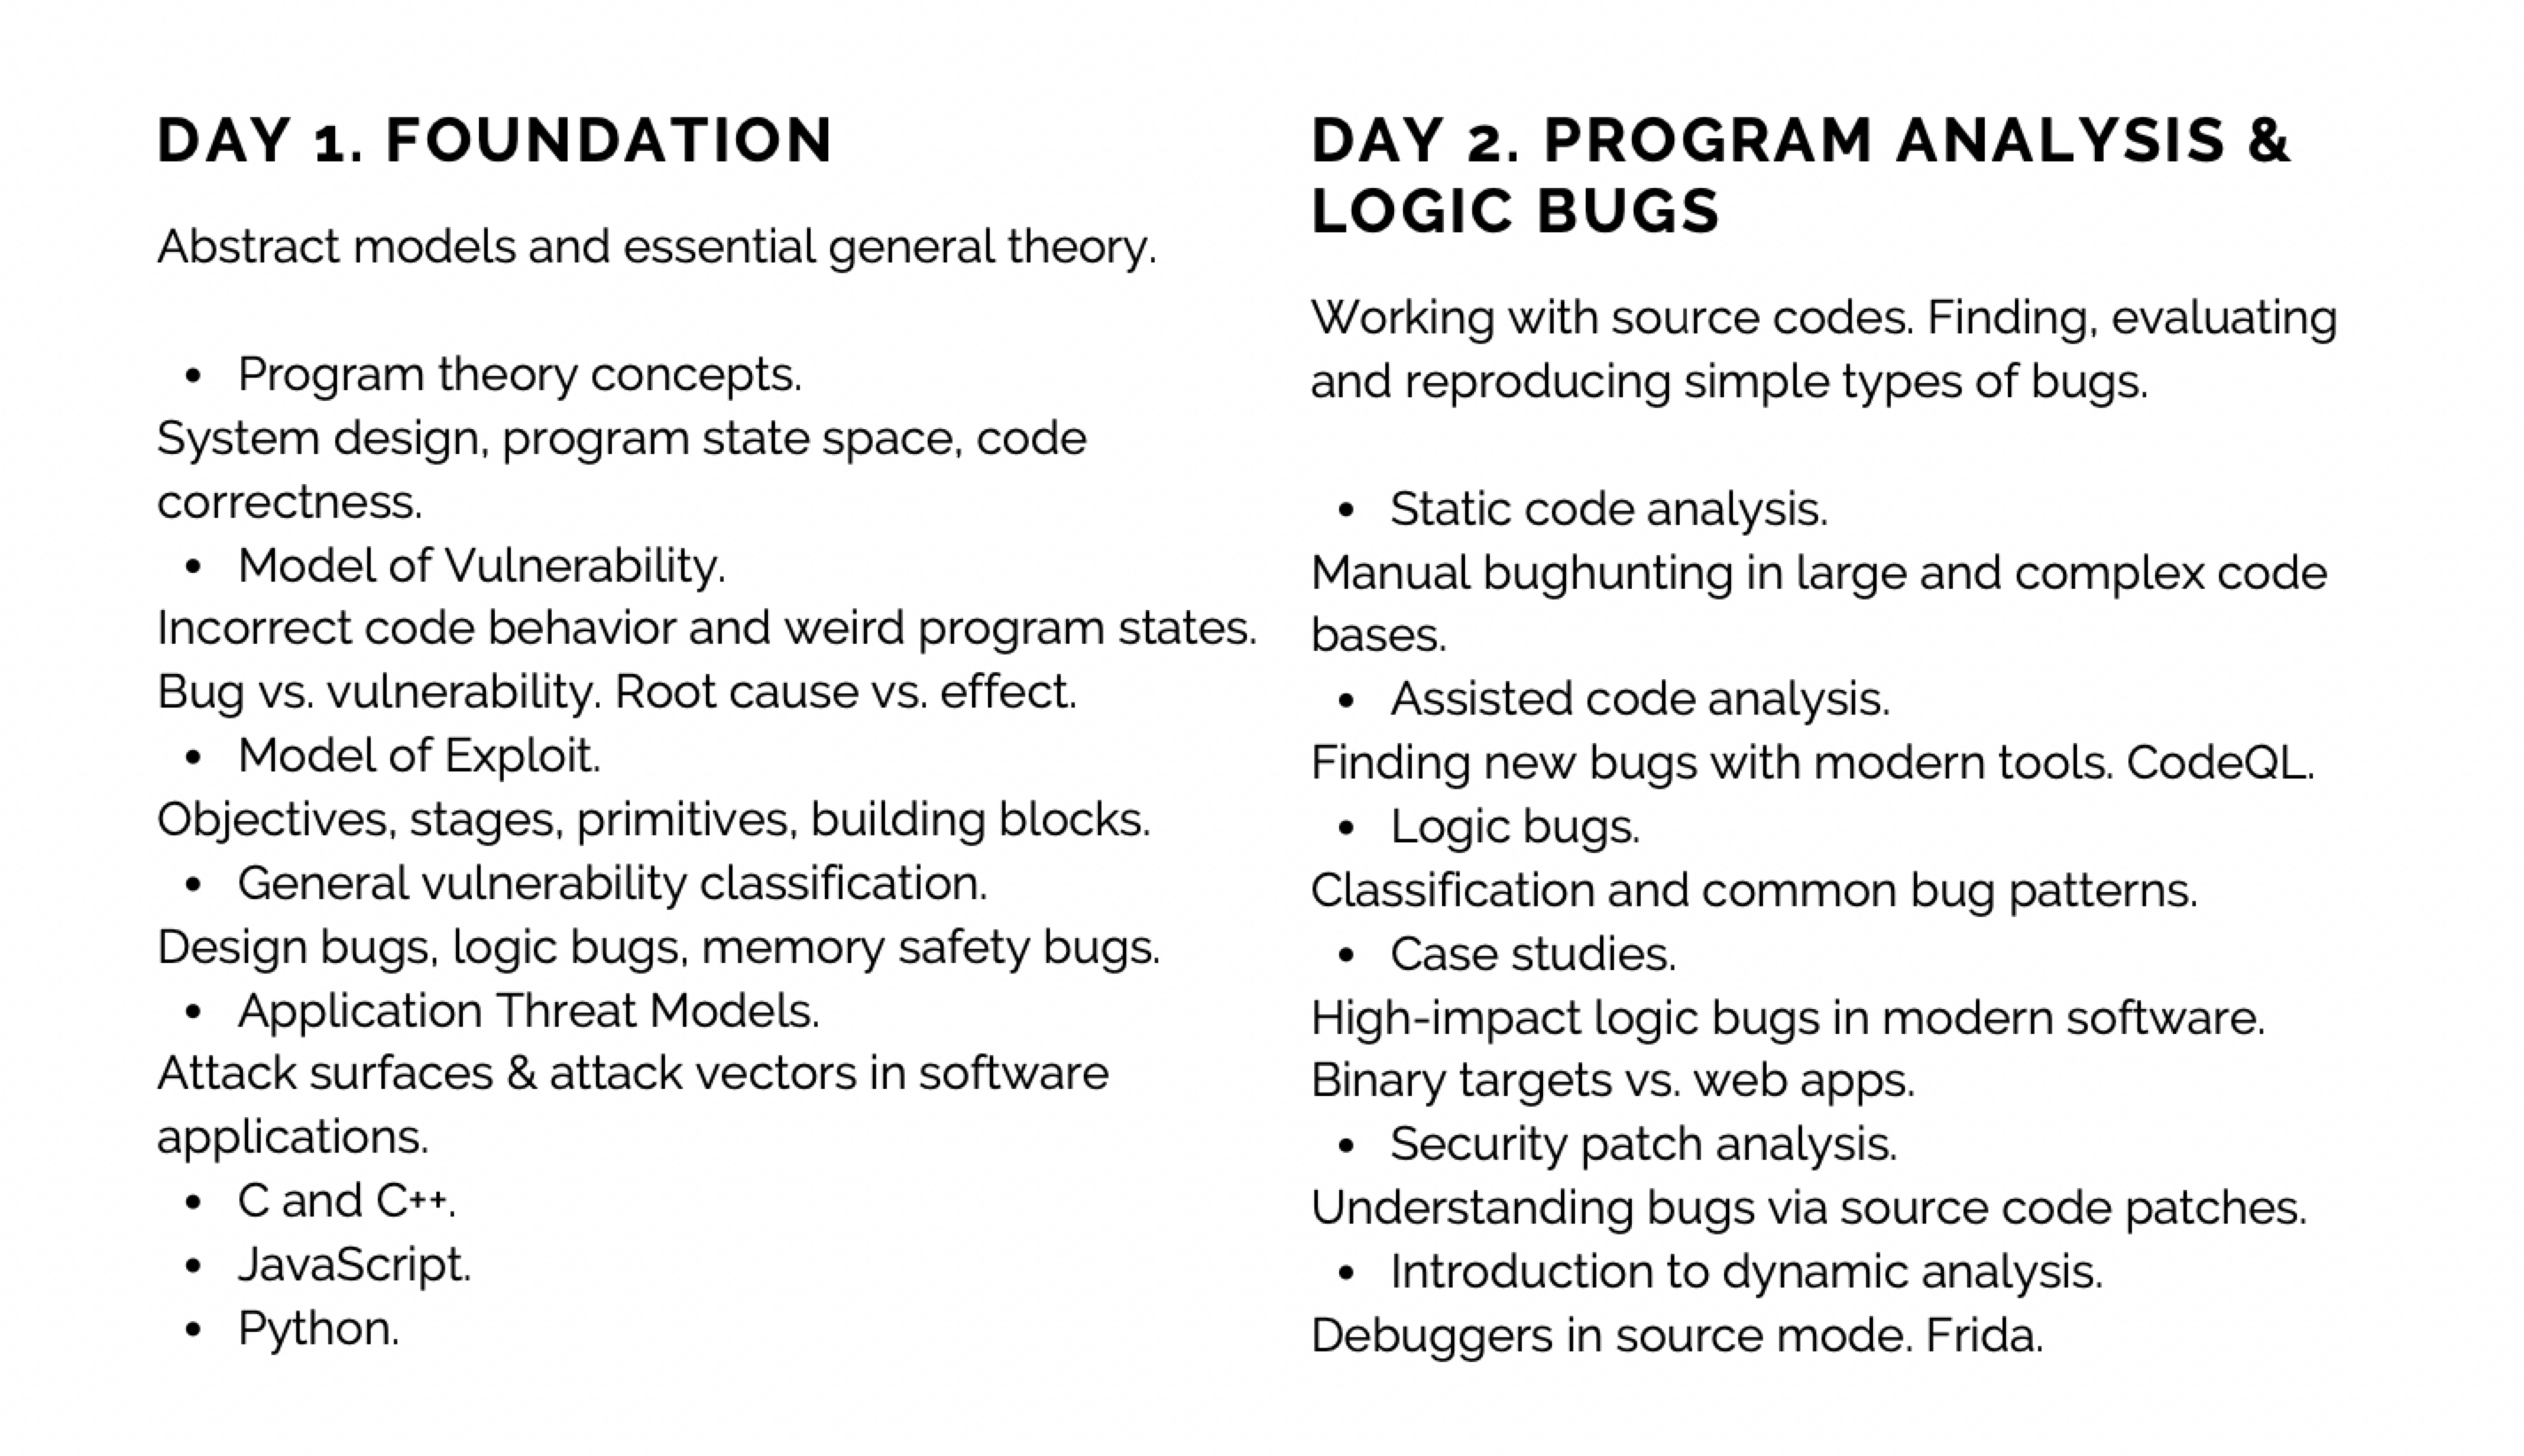 DAY 1. FOUNDATION
Abstract models and essential general theory.
• Program theory concepts.
System design, program state space, code
correctness.
• Model of Vulnerability.
Incorrect code behavior and weird program states.
Bug vs. vulnerability. Root cause vs. effect.
• Model of Exploit.
Objectives, stages, primitives, building blocks.
• General vulnerability classification.
Design bugs, logic bugs, memory safety bugs.
• Application Threat Models.
Attack surfaces & attack vectors in software
applications.
• C and C++.
• JavaScript.
• Python.
DAY 2. PROGRAM ANALYSIS &
LOGIC BUGS
Working with source codes. Finding, evaluating
and reproducing simple types of bugs.
• Static code analysis.
Manual bughunting in large and complex code
bases.
• Assisted code analysis.
Finding new bugs with modern tools. CodeQL.
• Logic bugs.
Classification and common bug patterns.
• Case studies.
High-impact logic bugs in modern software.
Binary targets vs. web apps.
• Security patch analysis.
Understanding bugs via source code patches.
• Introduction to dynamic analysis.
Debuggers in source mode. Frida.